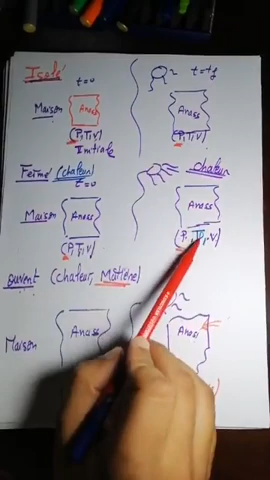 Isolé
t=0
t=tf
Maison
Anass
Anass
(P,T,V)
(P,T,V)
Initiale
Fermé (chaleur)
t=0
chaleur
Maison
Anass
Anass
(P,T,V)
(P, T, V)
ouvert (chaleur, Matière)
Maison
Anass
Anass